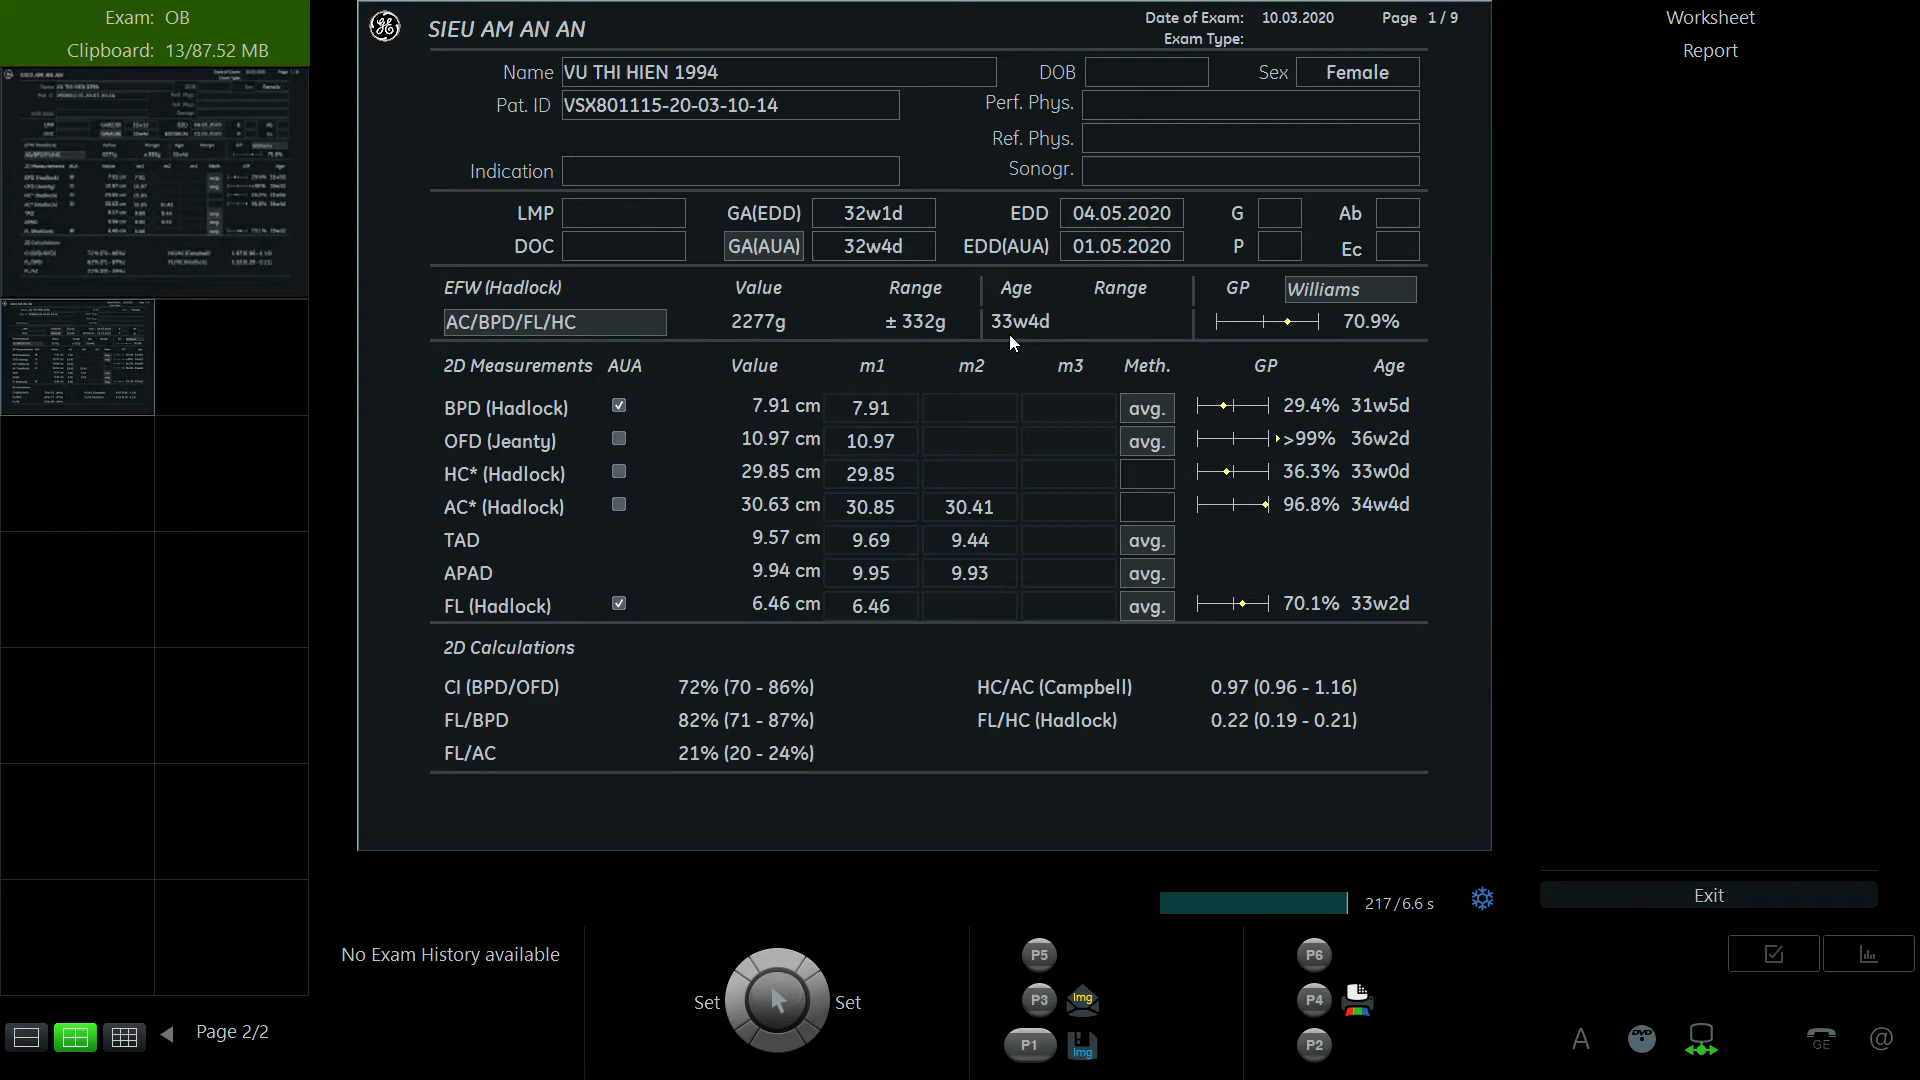 Exam: OB
Clipboard: 13/87.52 MB
SIEU AM AN AN
Date of Exam: 10.03.2020 Page 1 / 9
Exam Type:
Name VU THI HIEN 1994 DOB Sex Female
Pat. ID VSX801115-20-03-10-14 Perf. Phys.
Ref. Phys.
Indication Sonogr.
LMP GA(EDD) 32w1d EDD 04.05.2020 G Ab
DOC GA(AUA) 32w4d EDD(AUA) 01.05.2020 P Ec
EFW (Hadlock) Value Range Age Range GP Williams
AC/BPD/FL/HC 2277g ± 332g 33w4d 70.9%
2D Measurements AUA Value m1 m2 m3 Meth. GP Age
BPD (Hadlock) 7.91 cm 7.91 avg. 29.4% 31w5d
OFD (Jeanty) 10.97 cm 10.97 avg. >99% 36w2d
HC* (Hadlock) 29.85 cm 29.85 36.3% 33w0d
AC* (Hadlock) 30.63 cm 30.85 30.41 96.8% 34w4d
TAD 9.57 cm 9.69 9.44 avg.
APAD 9.94 cm 9.95 9.93 avg.
FL (Hadlock) 6.46 cm 6.46 avg. 70.1% 33w2d
2D Calculations
CI (BPD/OFD) 72% (70 - 86%) HC/AC (Campbell) 0.97 (0.96 - 1.16)
FL/BPD 82% (71 - 87%) FL/HC (Hadlock) 0.22 (0.19 - 0.21)
FL/AC 21% (20 - 24%)
Worksheet
Report
217/6.6 s
Exit
No Exam History available
Set Set
P5
P3 Img
P1 Img
P6
P4
P2
Page 2/2
A DVD GE @